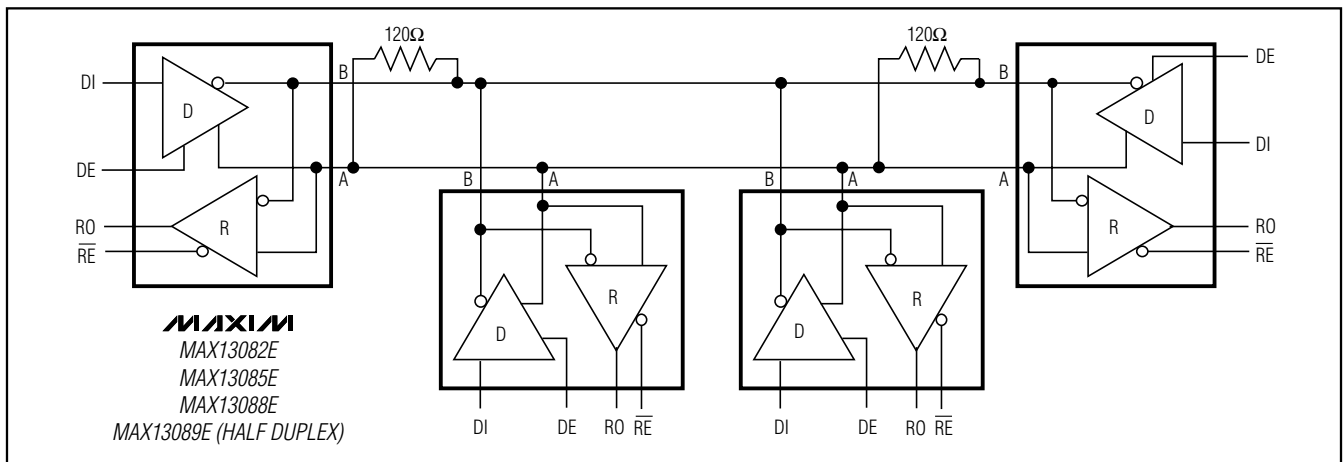 120Ω 120Ω
DI B B DE
D D
DI
DE A B A B A A
RO R R RO
RE RE
R R
D D
MAXIM
MAX13082E
MAX13085E
MAX13088E
MAX13089E (HALF DUPLEX)
DI DE RO RE DI DE RO RE